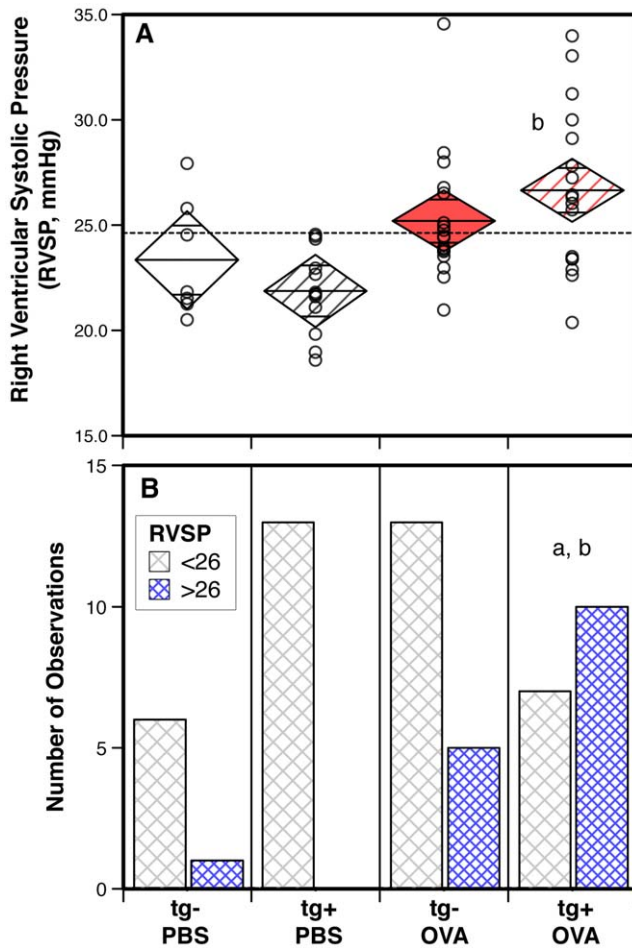 35.0
A
30.0
b
25.0
20.0
15.0
Right Ventricular Systolic Pressure
(RVSP, mmHg)
15
B
RVSP
<26
>26
a, b
10
5
0
Number of Observations
tg- tg+ tg- tg+
PBS PBS OVA OVA